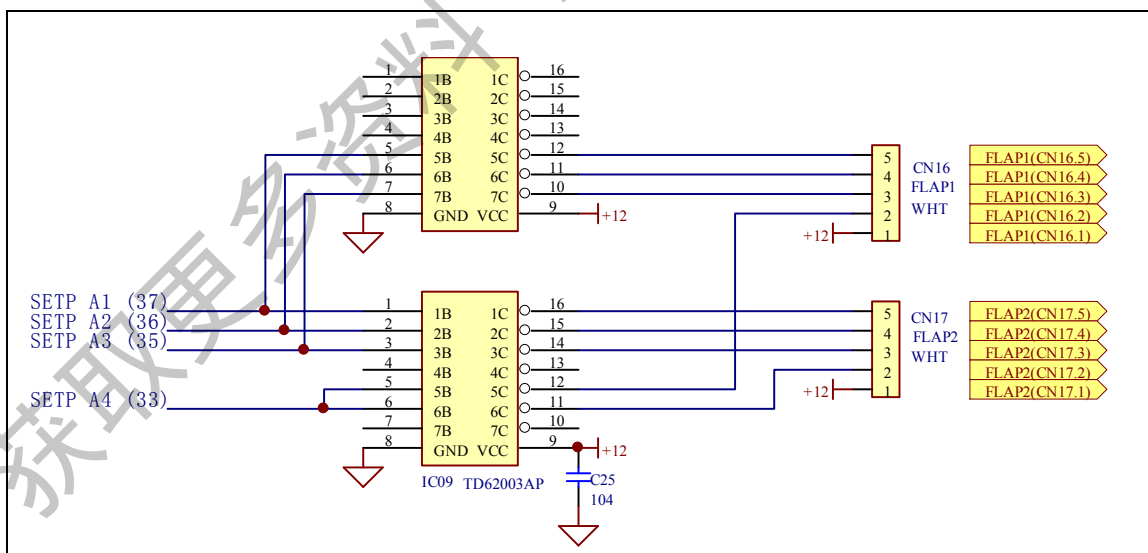 获取更多资料
1 1B 1C 16
2 2B 2C 15
3 3B 3C 14
4 4B 4C 13
5 5B 5C 12
6 6B 6C 11
7 7B 7C 10
8 GND VCC 9 +12
5 CN16 FLAP1(CN16.5)
4 FLAP1 FLAP1(CN16.4)
3 WHT FLAP1(CN16.3)
2 FLAP1(CN16.2)
+12 1 FLAP1(CN16.1)
SETP A1 (37) 1 1B 1C 16
SETP A2 (36) 2 2B 2C 15
SETP A3 (35) 3 3B 3C 14
4 4B 4C 13
5 5B 5C 12
SETP A4 (33) 6 6B 6C 11
7 7B 7C 10
8 GND VCC 9 +12
IC09 TD62003AP
C25
104
5 CN17 FLAP2(CN17.5)
4 FLAP2 FLAP2(CN17.4)
3 WHT FLAP2(CN17.3)
2 FLAP2(CN17.2)
+12 1 FLAP2(CN17.1)